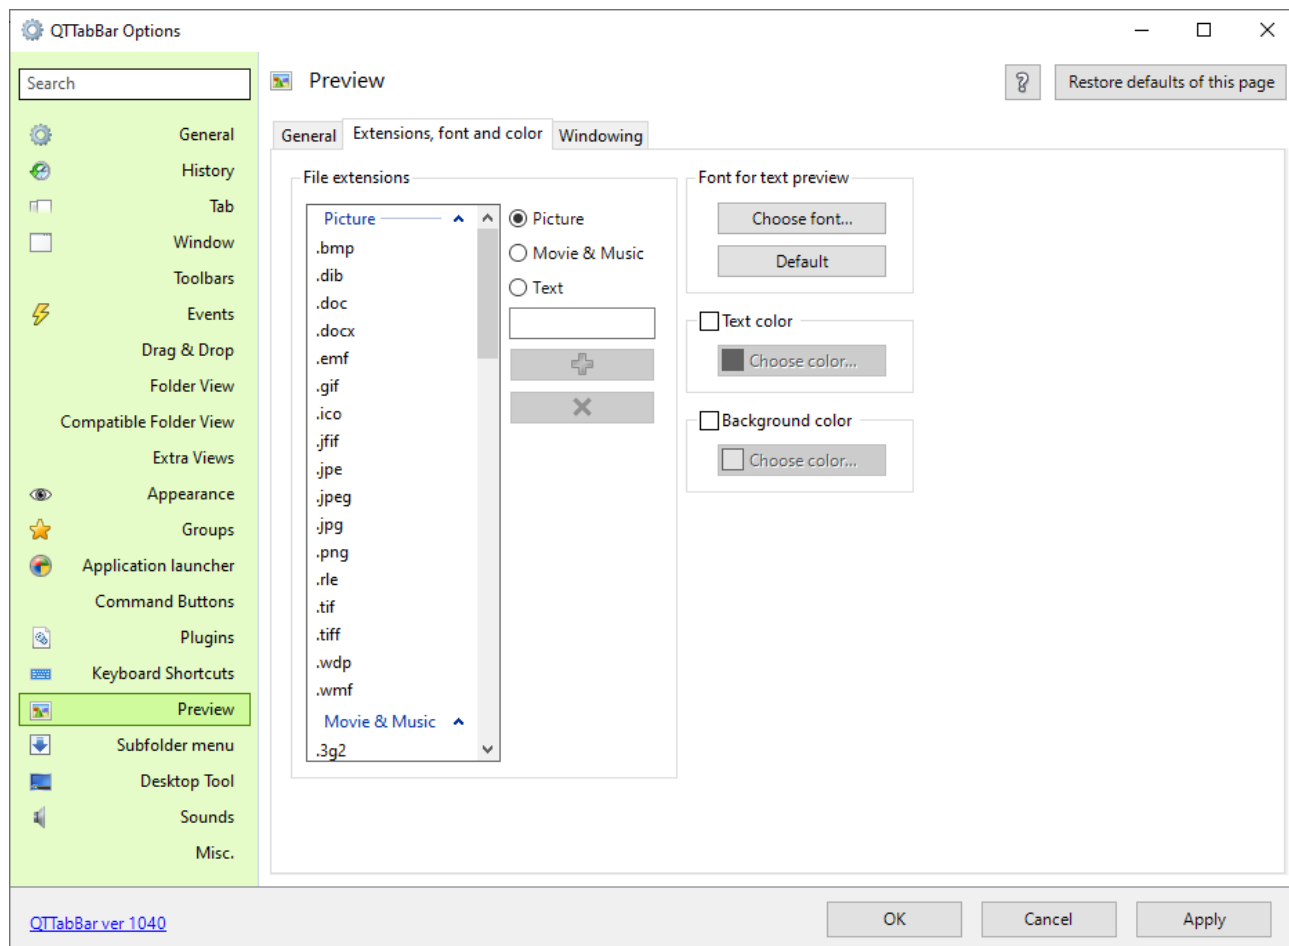 QTTabBar Options
Search
General
History
Tab
Window
Toolbars
Events
Drag & Drop
Folder View
Compatible Folder View
Extra Views
Appearance
Groups
Application launcher
Command Buttons
Plugins
Keyboard Shortcuts
Preview
Subfolder menu
Desktop Tool
Sounds
Misc.
Preview
?
Restore defaults of this page
General
Extensions, font and color
Windowing
File extensions
Picture
.bmp
.dib
.doc
.docx
.emf
.gif
.ico
.jfif
.jpe
.jpeg
.jpg
.png
.rle
.tif
.tiff
.wdp
.wmf
Movie & Music
.3g2
Picture
Movie & Music
Text
Font for text preview
Choose font...
Default
Text color
Choose color...
Background color
Choose color...
QTTabBar ver 1040
OK
Cancel
Apply